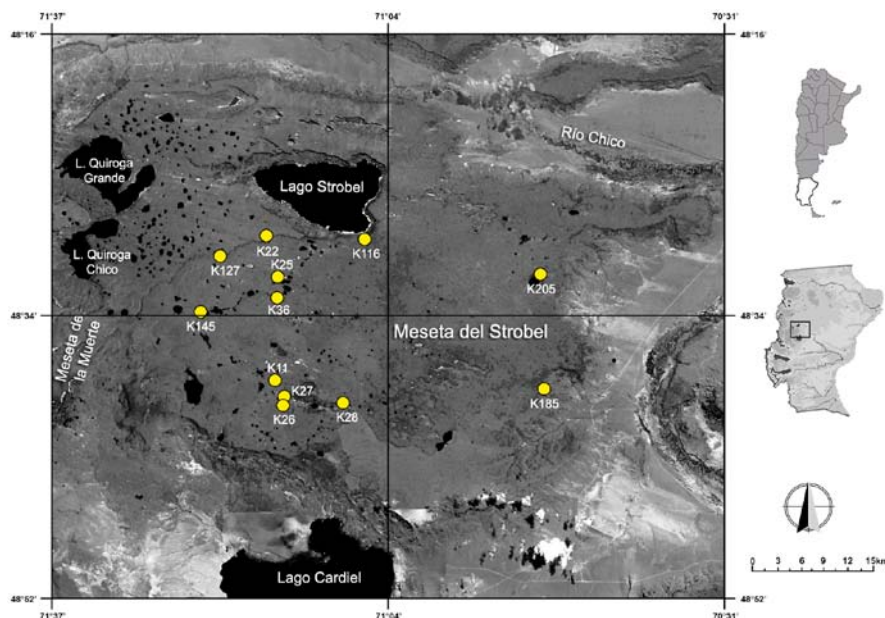 71°37'
71°04'
70°31'
48°16'
48°16'
Río Chico
L. Quiroga
Grande
Lago Strobel
L. Quiroga
Chico
K22
K116
K127
K25
K205
K36
48°34'
48°34'
K145
Meseta del Strobel
Meseta de
la Muerte
K11
K27
K185
K26
K28
Lago Cardiel
0 3 6 9 12 15km
48°52'
48°52'
71°37'
71°04'
70°31'